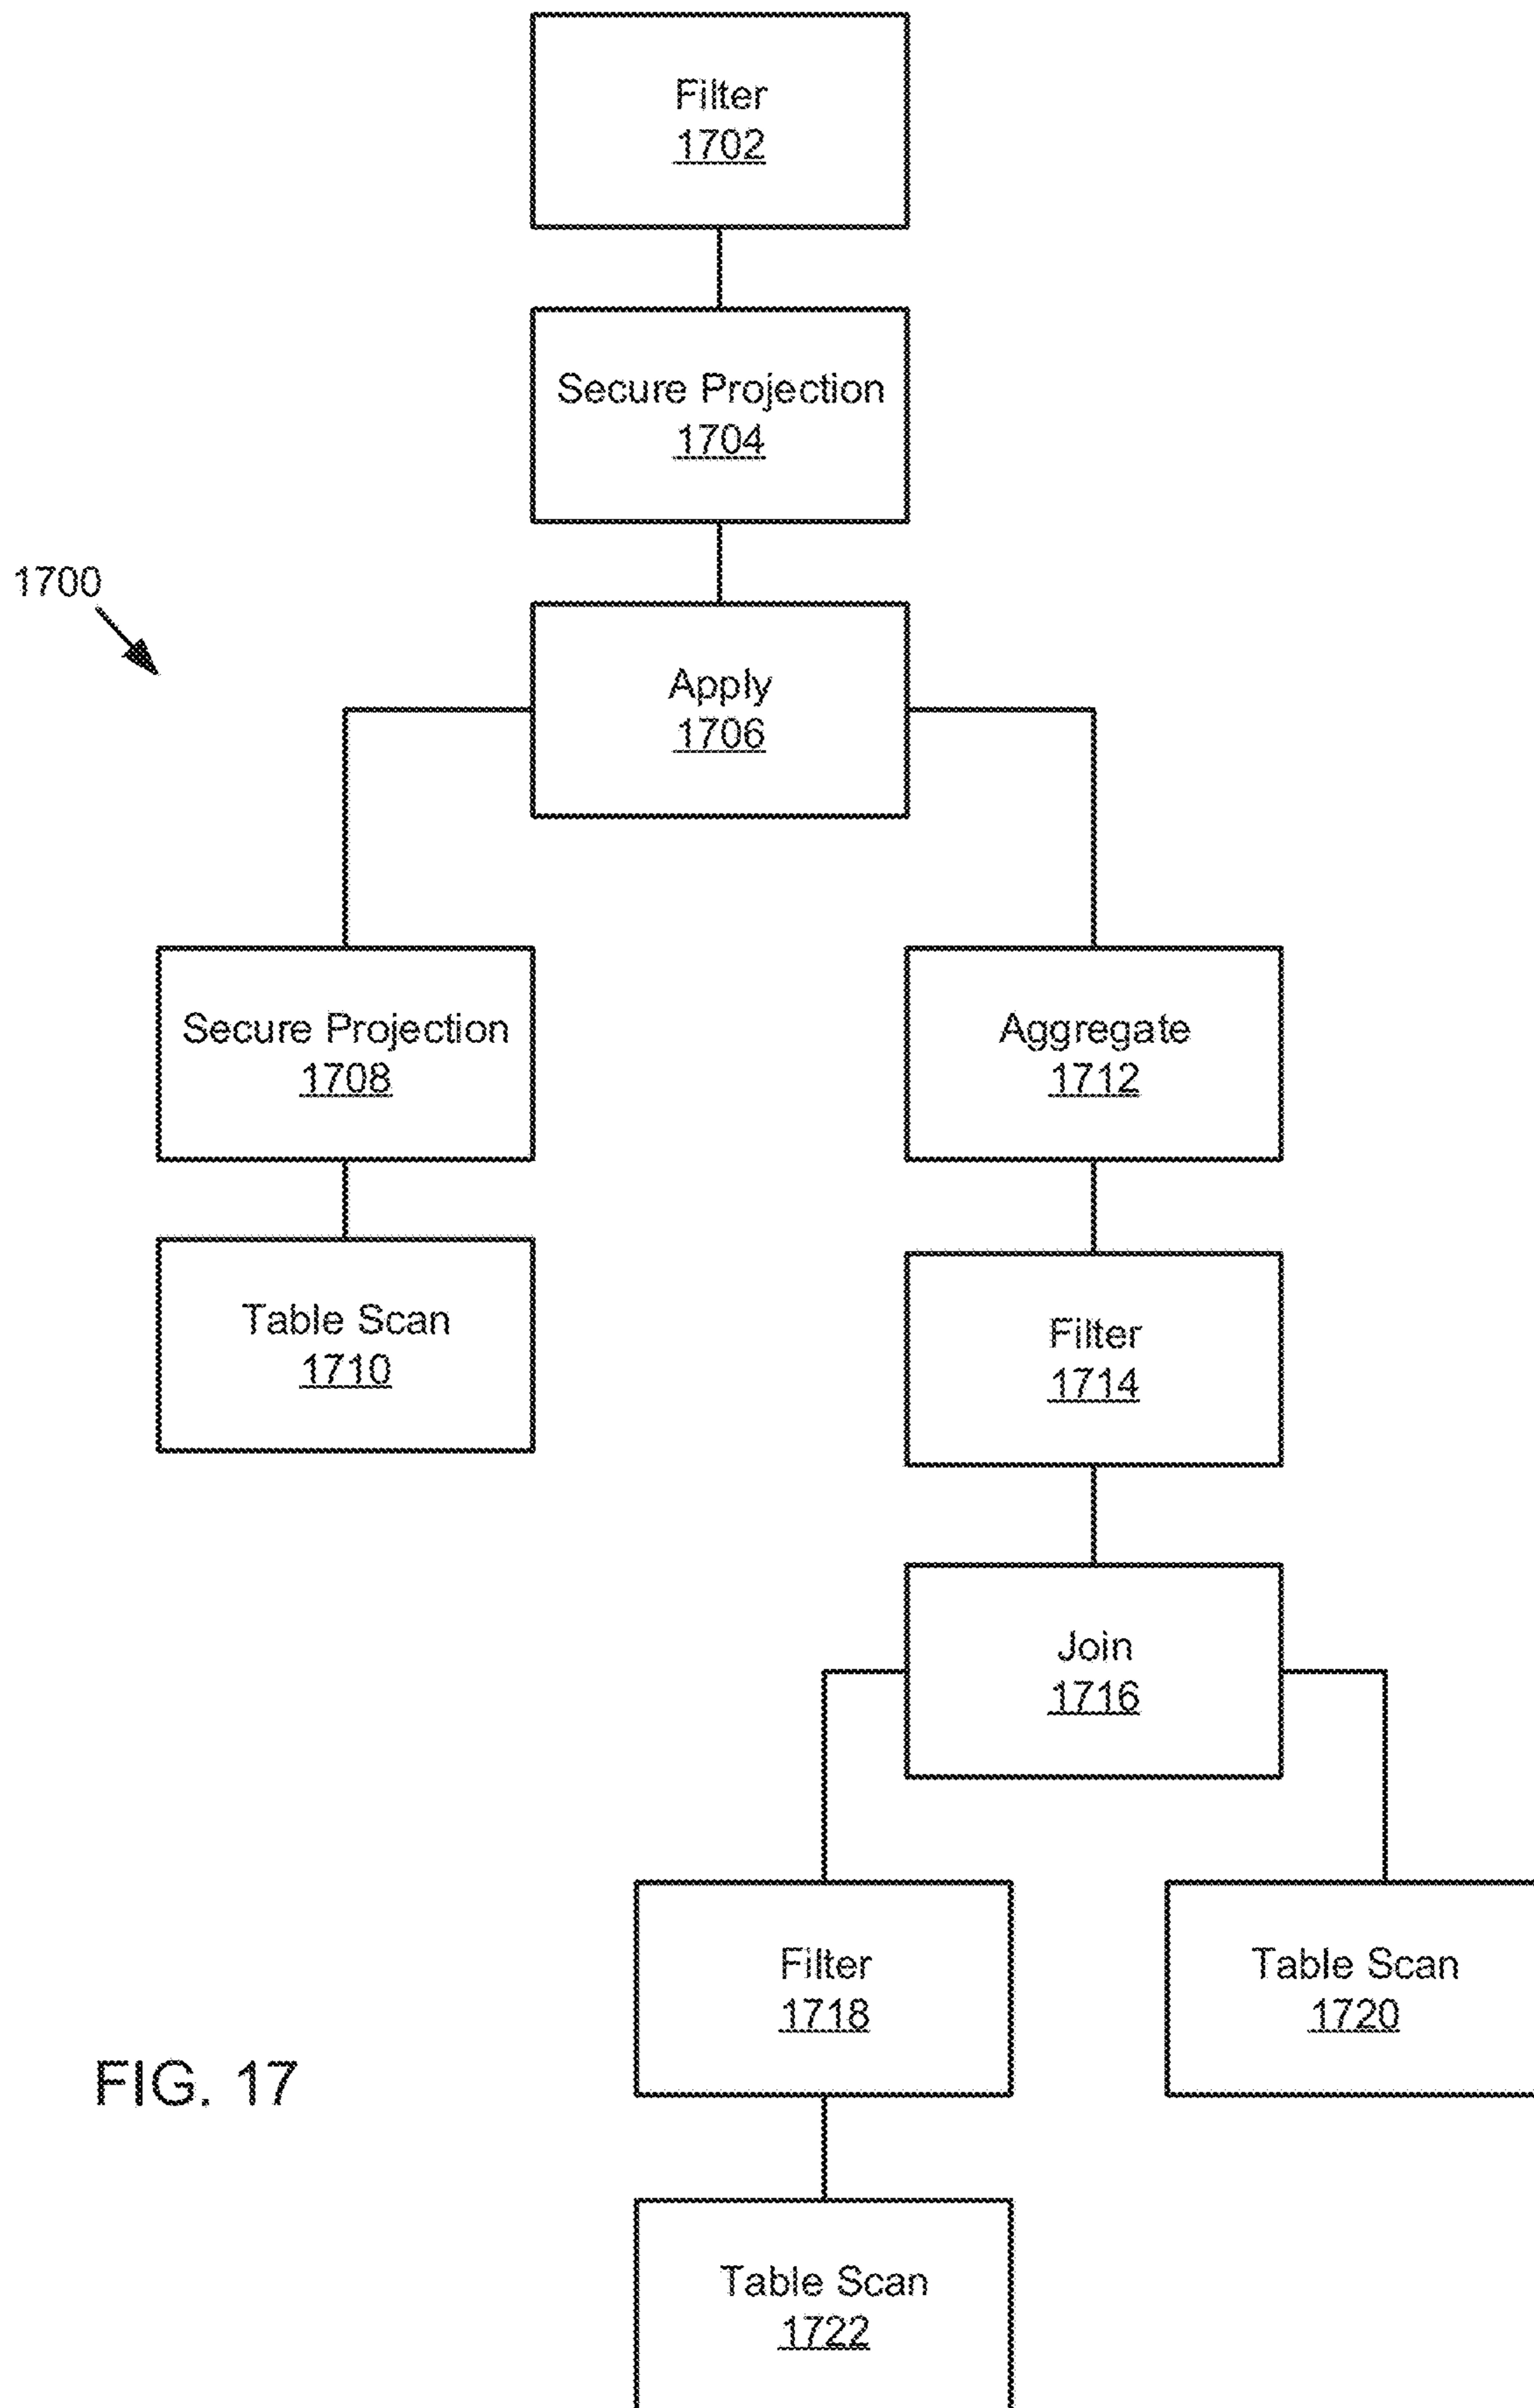 Filter
1702
Secure Projection
1704
1700
Apply
1706
Secure Projection
1708
Aggregate
1712
Table Scan
1710
Filter
1714
Join
1716
Filter
1718
Table Scan
1720
FIG. 17
Table Scan
1722